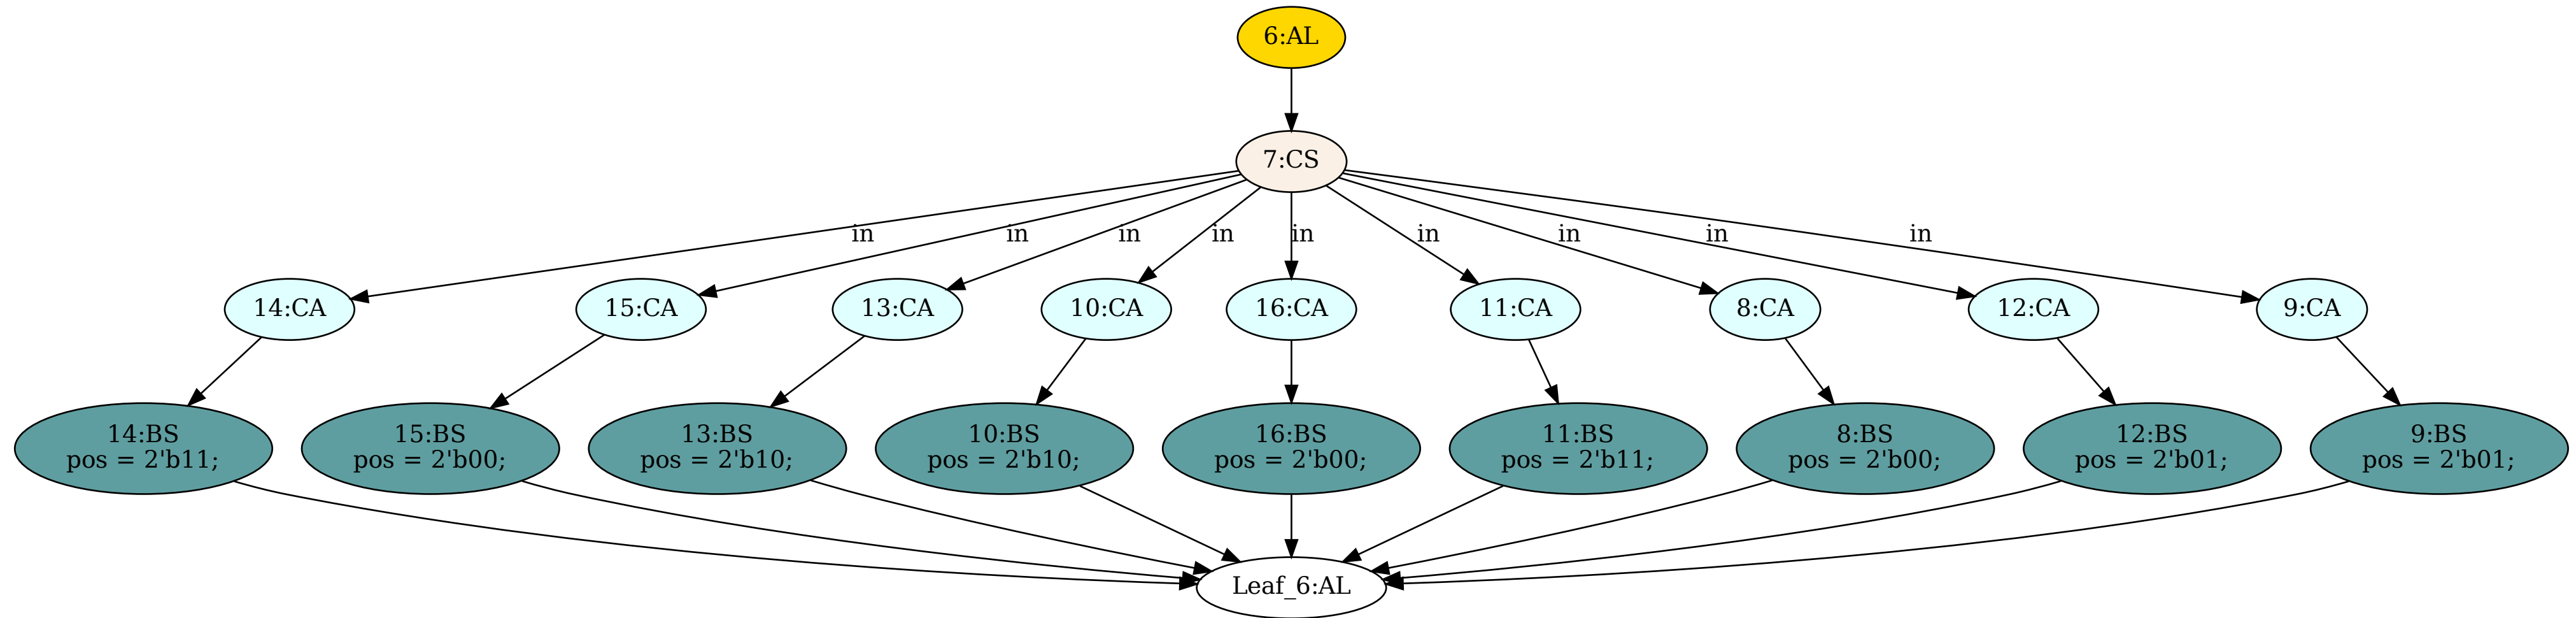 6:AL
7:CS
in in in in in in in in in
14:CA 15:CA 13:CA 10:CA 16:CA 11:CA 8:CA 12:CA 9:CA
14:BS
pos = 2'b11;
15:BS
pos = 2'b00;
13:BS
pos = 2'b10;
10:BS
pos = 2'b10;
16:BS
pos = 2'b00;
11:BS
pos = 2'b11;
8:BS
pos = 2'b00;
12:BS
pos = 2'b01;
9:BS
pos = 2'b01;
Leaf_6:AL